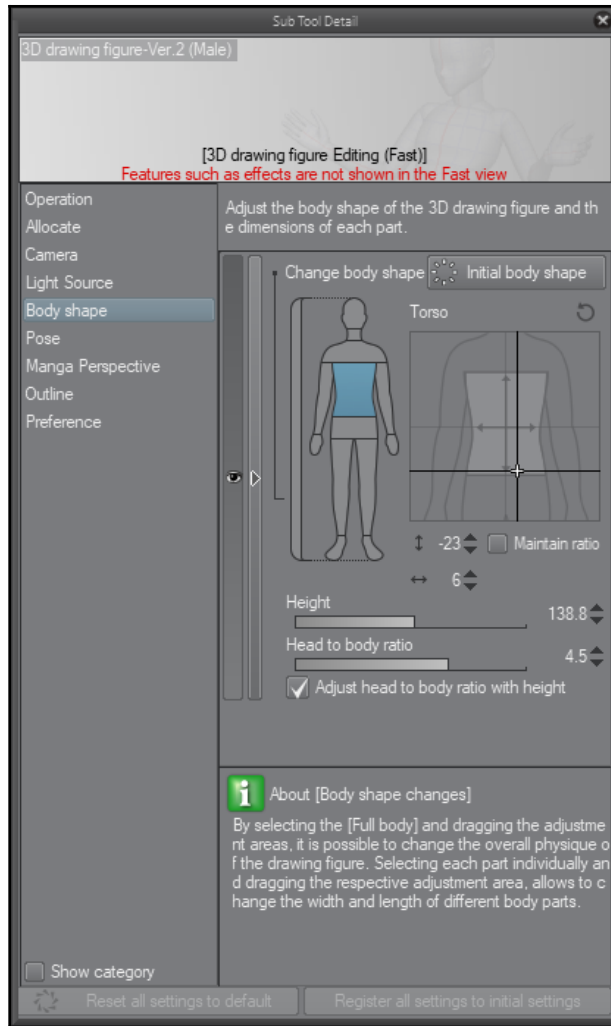 Sub Tool Detail
3D drawing figure-Ver.2 (Male)
[3D drawing figure Editing (Fast)]
Features such as effects are not shown in the Fast view
Operation
Allocate
Camera
Light Source
Body shape
Pose
Manga Perspective
Outline
Preference
Adjust the body shape of the 3D drawing figure and th
e dimensions of each part.
Change body shape
Initial body shape
Torso
-23
Maintain ratio
6
Height
138.8
Head to body ratio
4.5
Adjust head to body ratio with height
About [Body shape changes]
By selecting the [Full body] and dragging the adjustme
nt areas, it is possible to change the overall physique o
f the drawing figure. Selecting each part individually an
d dragging the respective adjustment area, allows to c
hange the width and length of different body parts.
Show category
Reset all settings to default
Register all settings to initial settings